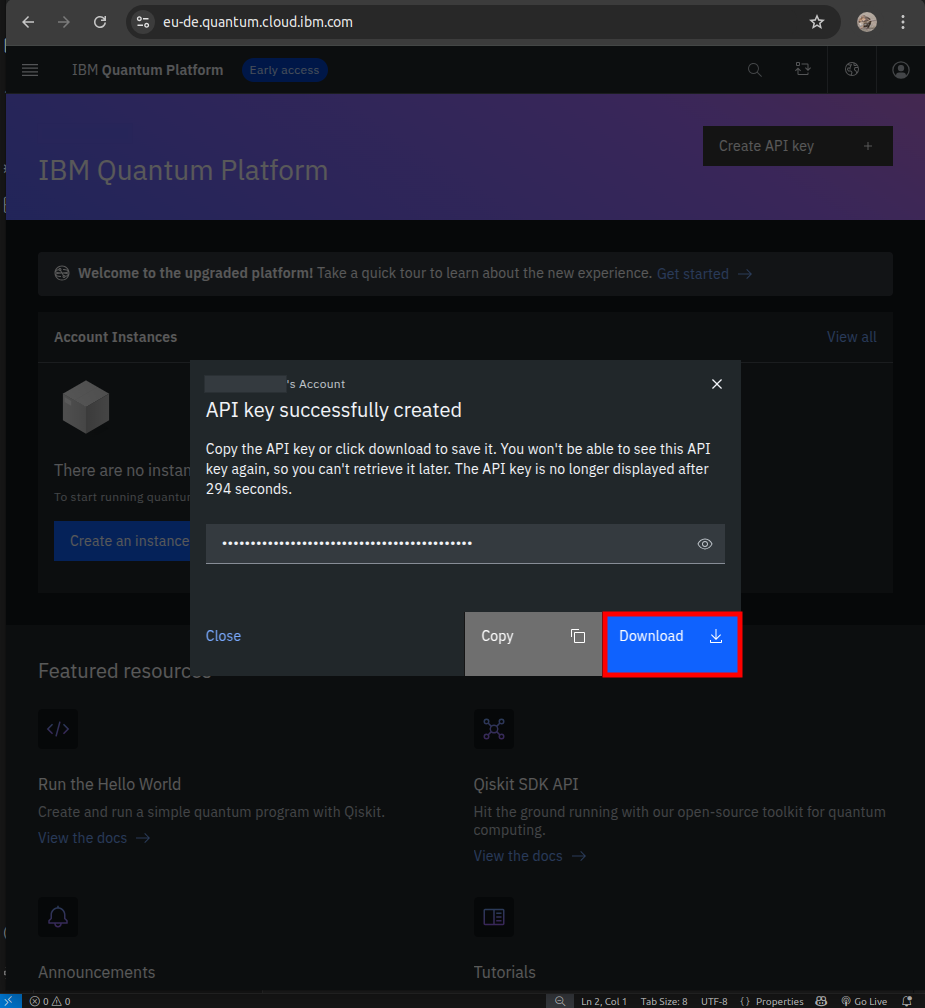 eu-de.quantum.cloud.ibm.com
IBM Quantum Platform Early access
IBM Quantum Platform
Create API key +
Welcome to the upgraded platform! Take a quick tour to learn about the new experience. Get started →
Account Instances
View all
's Account
API key successfully created
Copy the API key or click download to save it. You won't be able to see this API
key again, so you can't retrieve it later. The API key is no longer displayed after
294 seconds.
••••••••••••••••••••••••••••••••••••••••••••
Close
Copy
Download
There are no
To start running
Create an instance
Featured
Run the Hello World
Create and run a simple quantum program with Qiskit.
View the docs →
Qiskit SDK API
Hit the ground running with our open-source toolkit for quantum
computing.
View the docs →
Announcements
Tutorials
0 0
Ln 2, Col 1 Tab Size: 8 UTF-8 {} Properties Go Live